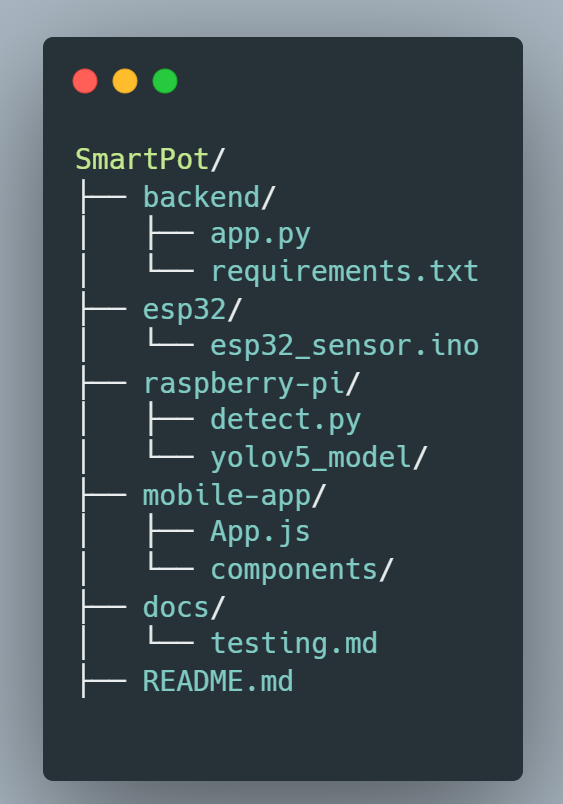 SmartPot/
├── backend/
│   ├── app.py
│   └── requirements.txt
├── esp32/
│   └── esp32_sensor.ino
├── raspberry-pi/
│   ├── detect.py
│   └── yolov5_model/
├── mobile-app/
│   ├── App.js
│   └── components/
├── docs/
│   └── testing.md
├── README.md